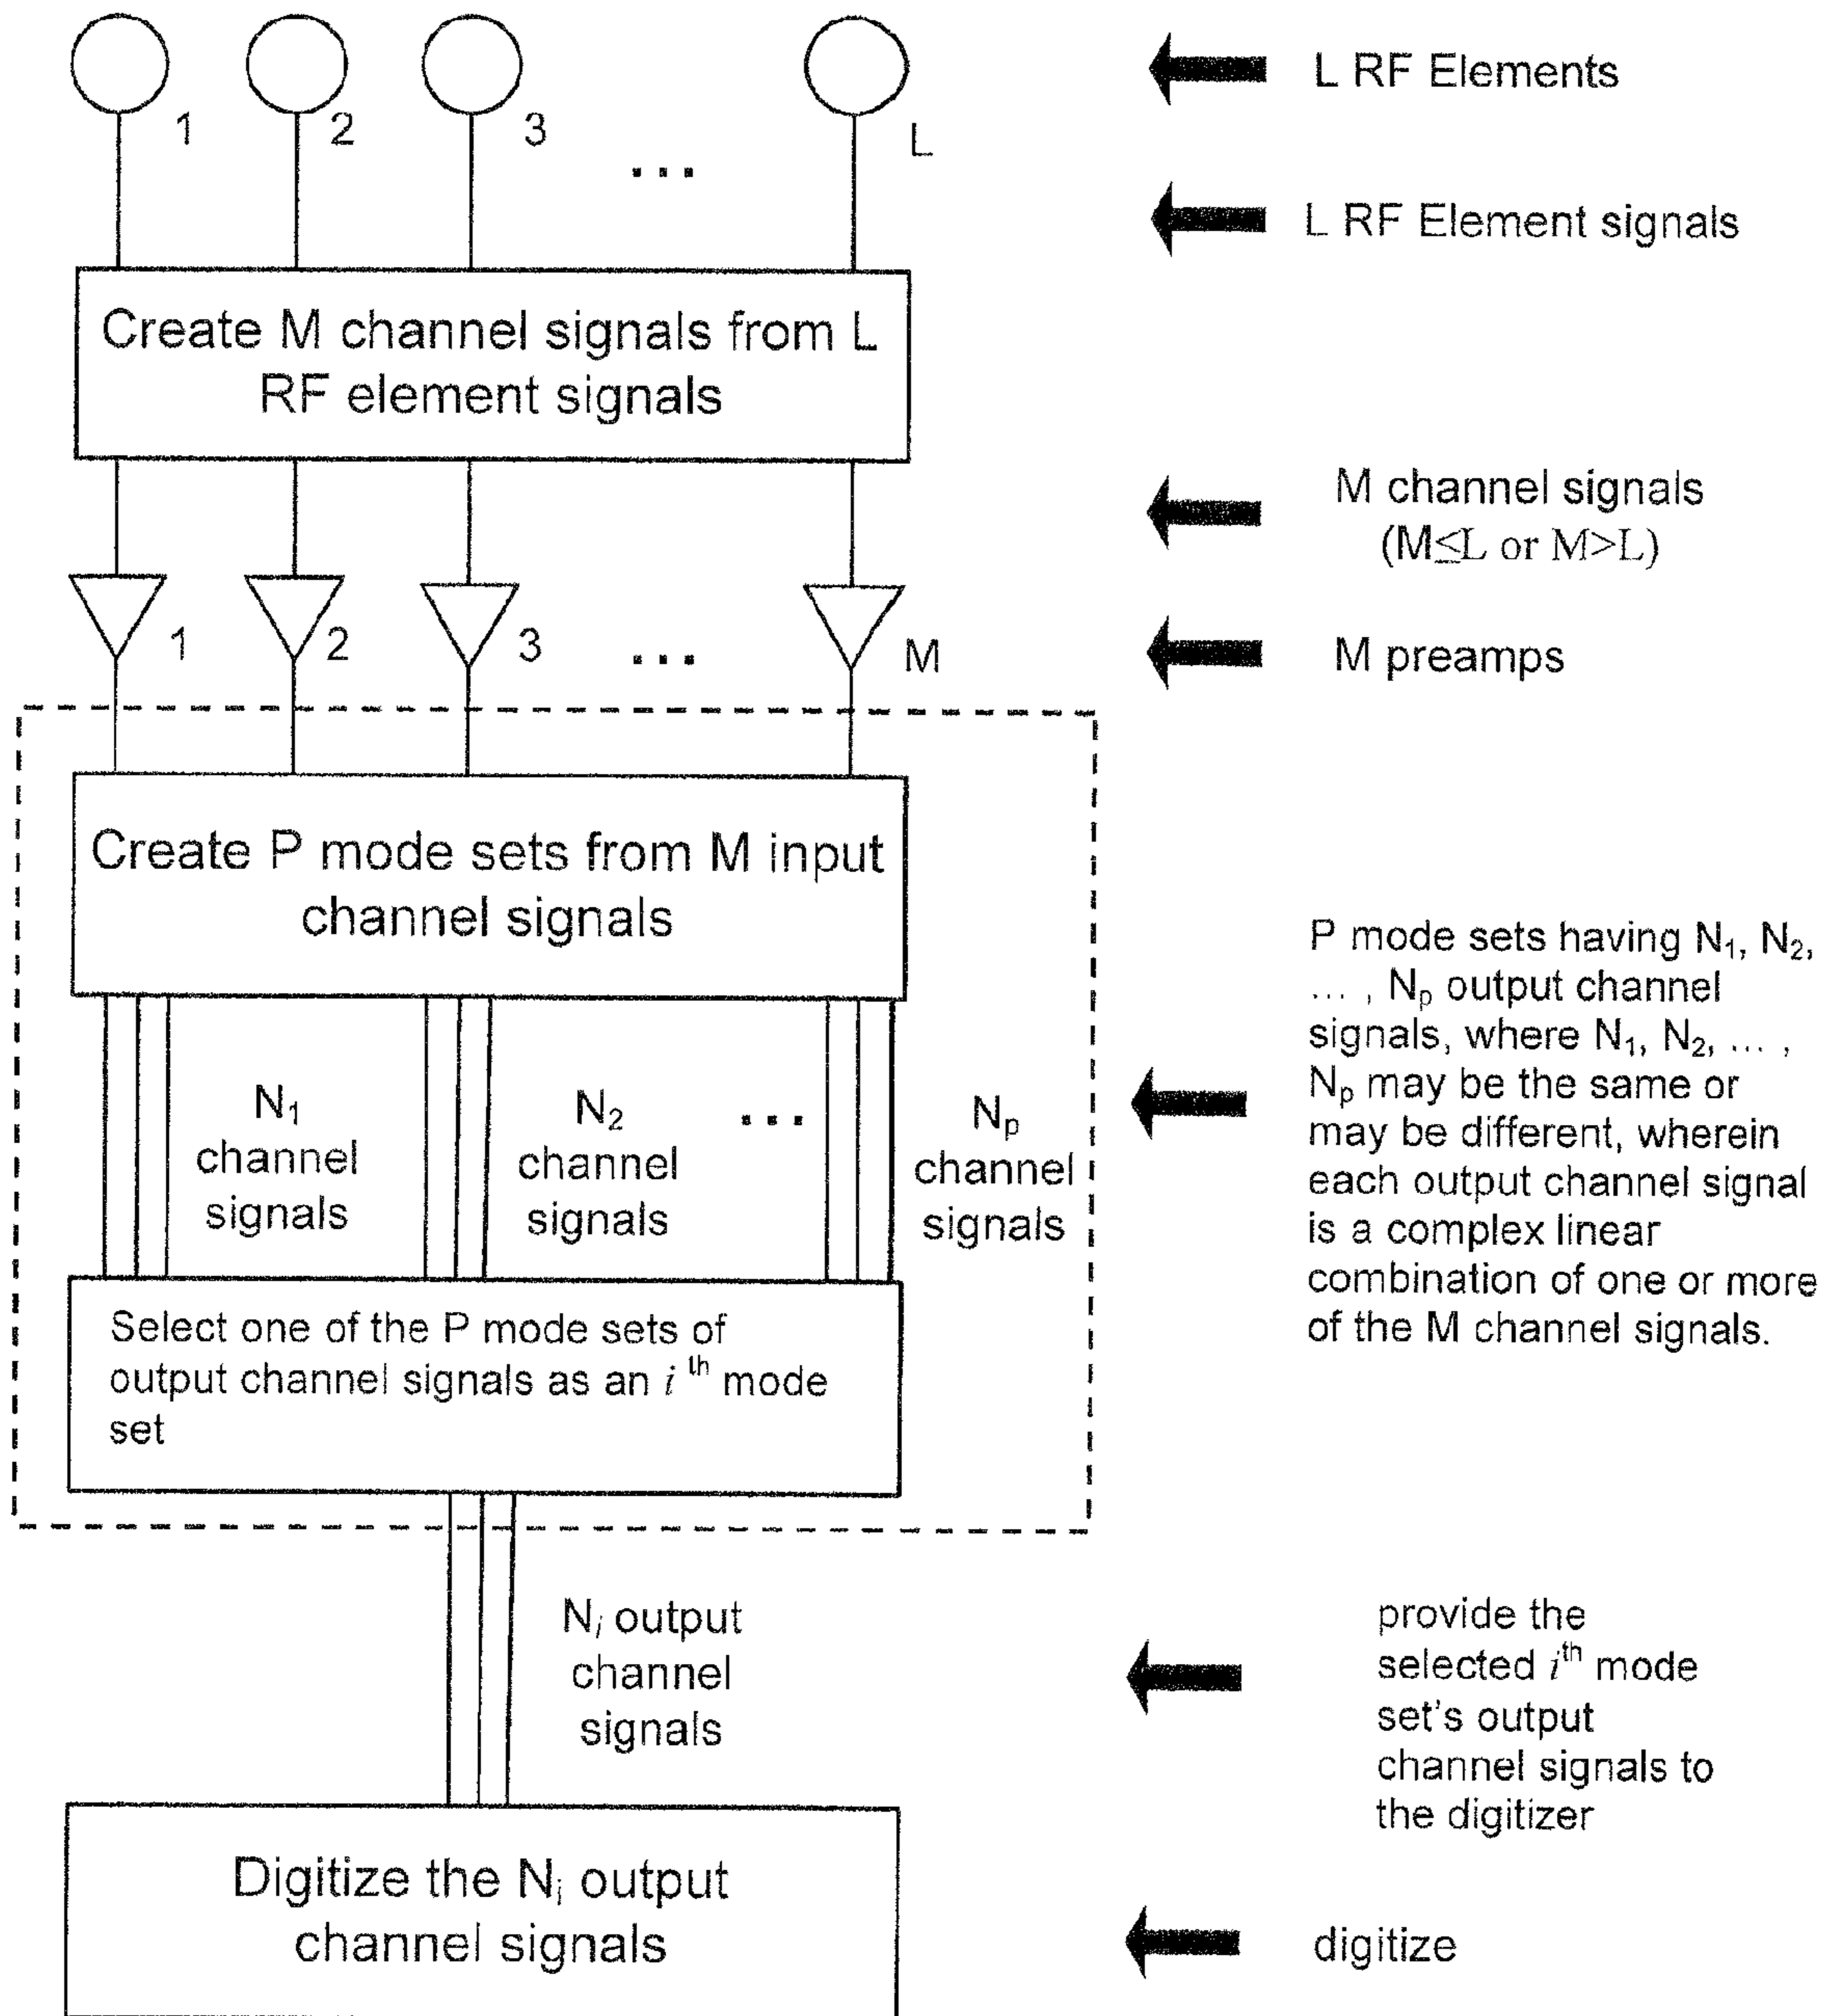 L RF Elements
1
2
3
...
L
L RF Element signals
Create M channel signals from L
RF element signals
M channel signals
(M≤L or M>L)
1
2
3
...
M
M preamps
Create P mode sets from M input
channel signals
N₁
channel
signals
N₂
channel
signals
...
Nₚ
channel
signals
P mode sets having N₁, N₂,
... , Nₚ output channel
signals, where N₁, N₂, ... ,
Nₚ may be the same or
may be different, wherein
each output channel signal
is a complex linear
combination of one or more
of the M channel signals.
Select one of the P mode sets of
output channel signals as an i th mode
set
Nᵢ output
channel
signals
provide the
selected ith mode
set's output
channel signals to
the digitizer
Digitize the Nᵢ output
channel signals
digitize